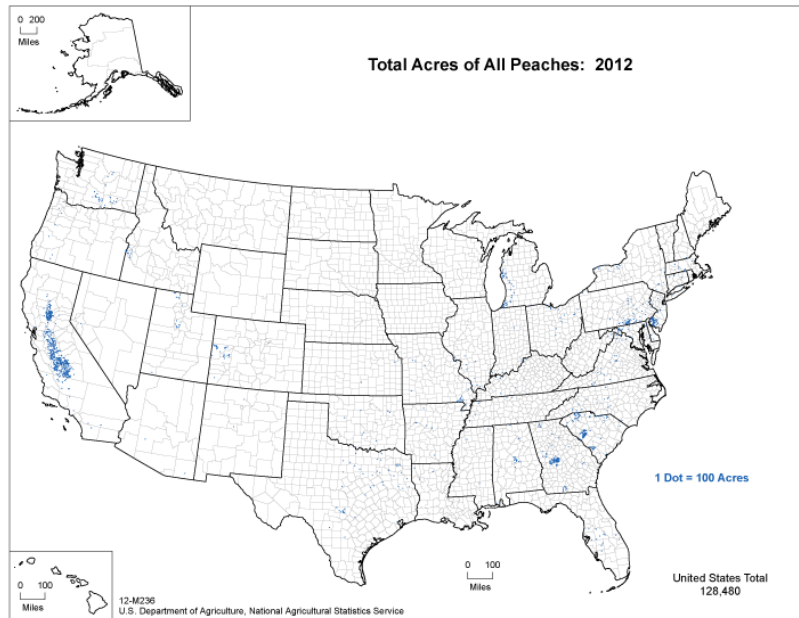 0 200
Miles
Total Acres of All Peaches: 2012
1 Dot = 100 Acres
0 100
Miles
0 100
Miles
United States Total
128,480
12-M236
U.S. Department of Agriculture, National Agricultural Statistics Service